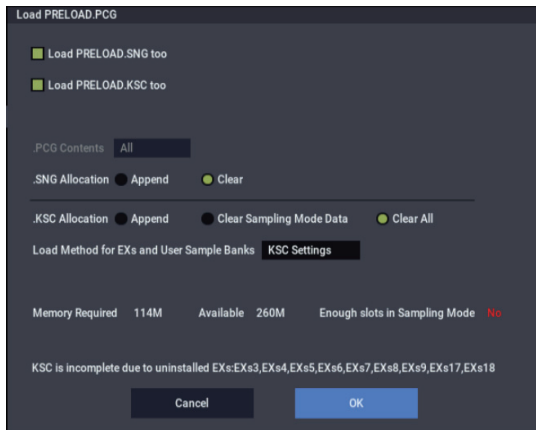 Load PRELOAD.PCG
Load PRELOAD.SNG too
Load PRELOAD.KSC too
.PCG Contents All
.SNG Allocation Append Clear
.KSC Allocation Append Clear Sampling Mode Data Clear All
Load Method for EXs and User Sample Banks KSC Settings
Memory Required 114M Available 260M Enough slots in Sampling Mode No
KSC is incomplete due to uninstalled EXs:EXs3,EXs4,EXs5,EXs6,EXs7,EXs8,EXs9,EXs17,EXs18
Cancel OK